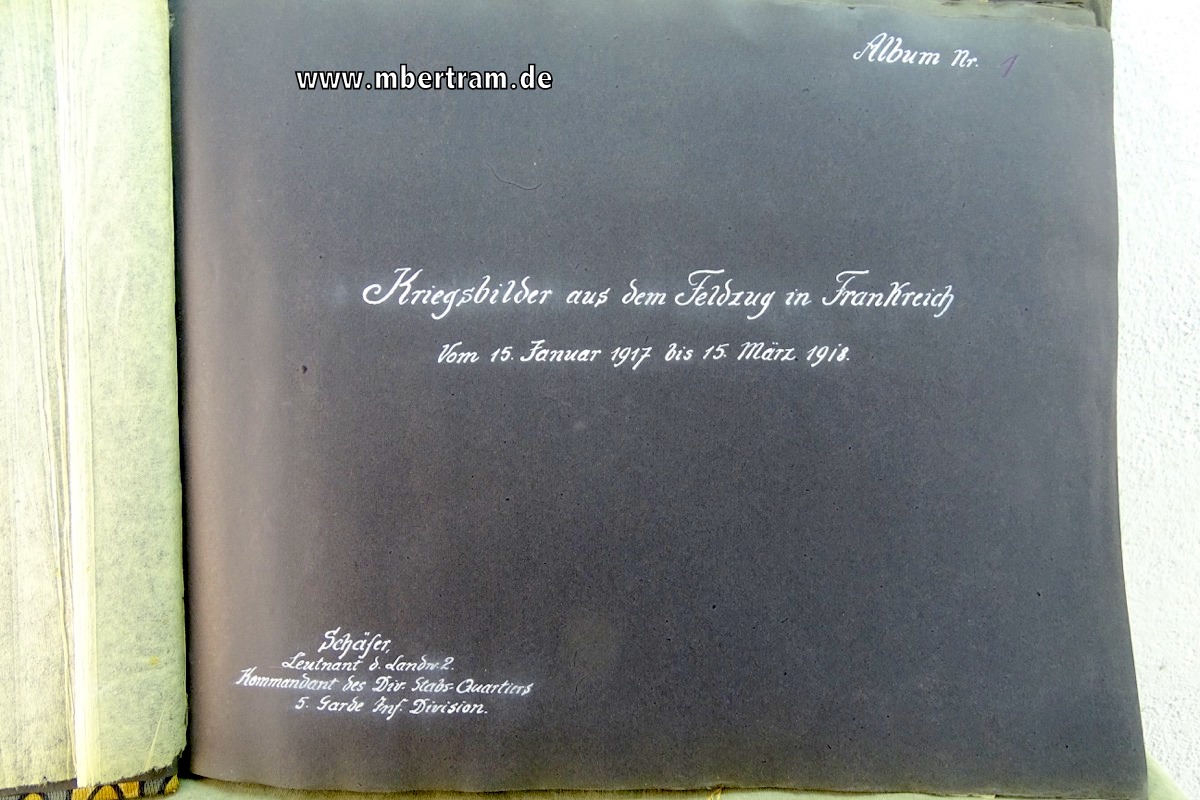 www.mbertram.de
Album Nr. 1
Kriegsbilder aus dem Feldzug in Frankreich
Vom 15. Januar 1917 bis 15. März 1918.
Schäfer,
Leutnant d. Landw. 2.
Kommandant des Div. Stabs-Quartiers
5. Garde Inf. Division.